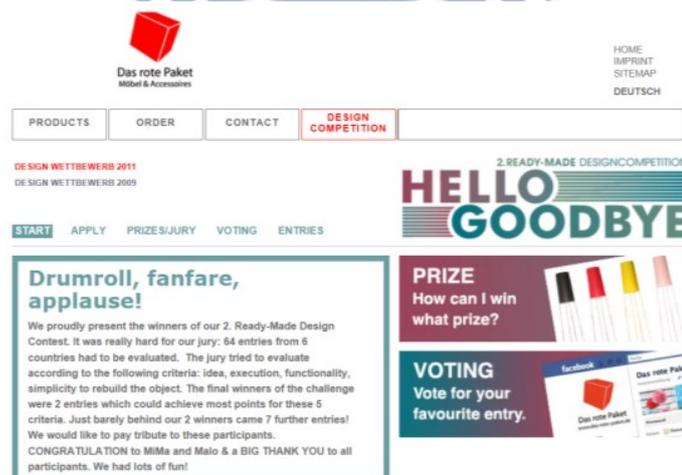 Das rote Paket
Möbel & Accessoires
HOME
IMPRINT
SITEMAP
DEUTSCH
PRODUCTS
ORDER
CONTACT
DESIGN
COMPETITION
DESIGN WETTBEWERB 2011
DESIGN WETTBEWERB 2009
2.READY-MADE DESIGNCOMPETITION
HELLO
GOODBYE
START APPLY PRIZES/JURY VOTING ENTRIES
Drumroll, fanfare,
applause!
We proudly present the winners of our 2. Ready-Made Design
Contest. It was really hard for our jury: 64 entries from 6
countries had to be evaluated. The jury tried to evaluate
according to the following criteria: idea, execution, functionality,
simplicity to rebuild the object. The final winners of the challenge
were 2 entries which could achieve most points for these 5
criteria. Just barely behind our 2 winners came 7 further entries!
We would like to pay tribute to these participants.
CONGRATULATION to MiMa and Malo & a BIG THANK YOU to all
participants. We had lots of fun!
PRIZE
How can I win
what prize?
VOTING
Vote for your
favourite entry.
facebook
Das rote Pak
Das rote Paket